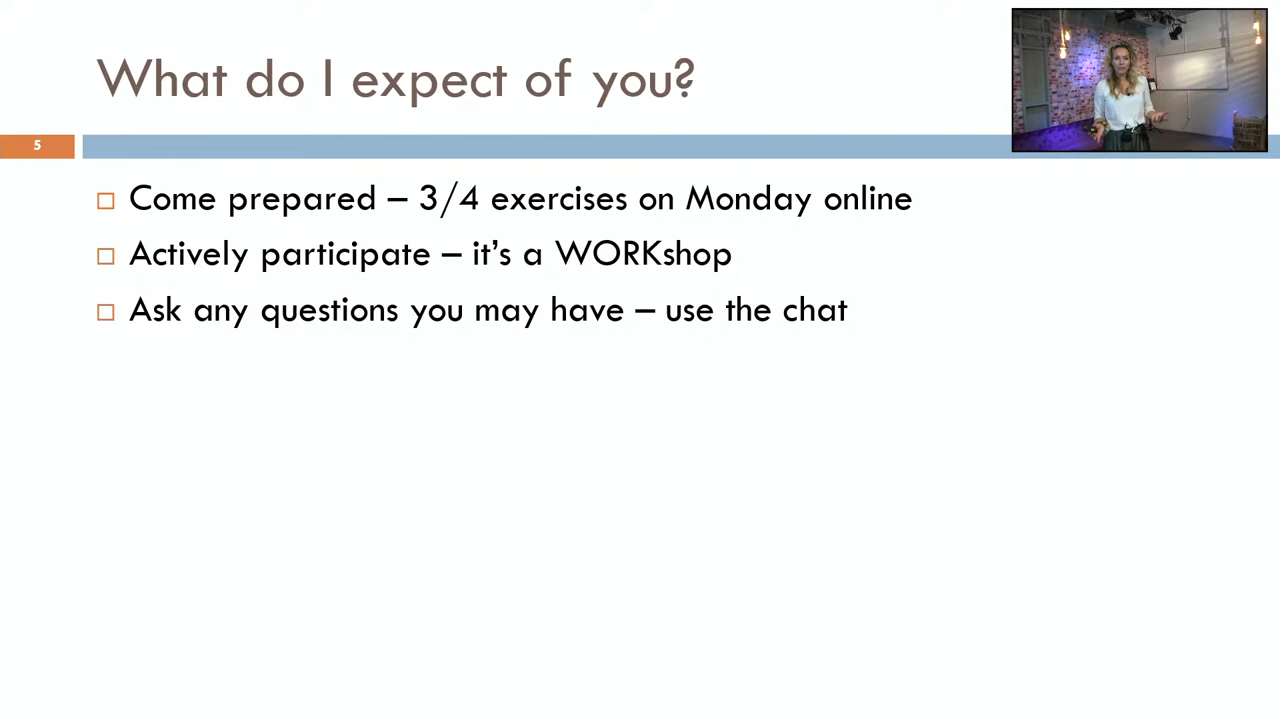 What do I expect of you?
5
Come prepared – 3/4 exercises on Monday online
Actively participate – it's a WORKshop
Ask any questions you may have – use the chat